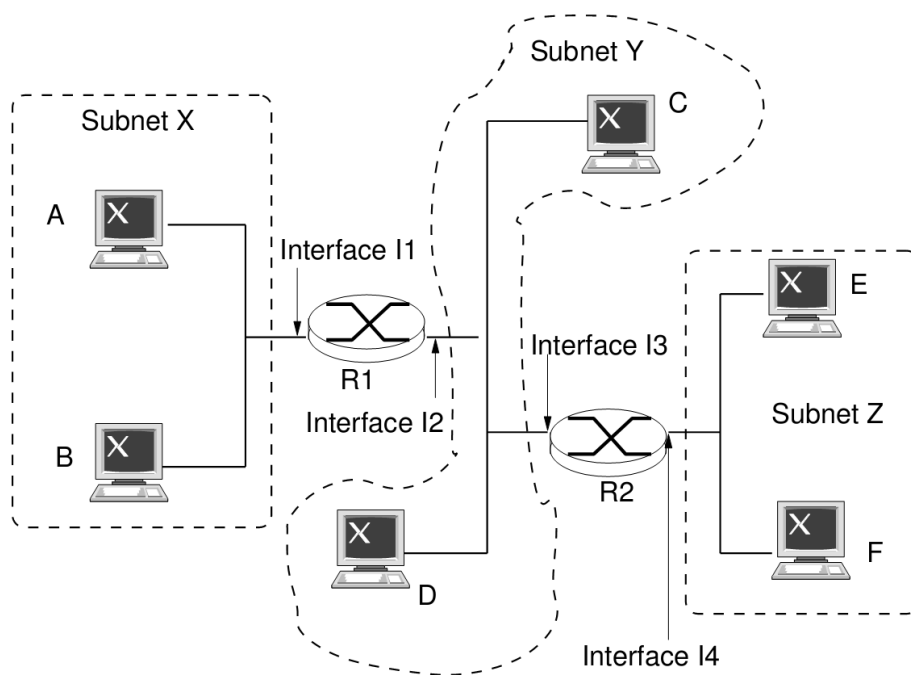 Subnet Y
Subnet X
C
A
Interface I1
E
R1
Interface I3
Interface I2
Subnet Z
B
R2
D
F
Interface I4
X
X
X
X
X
X